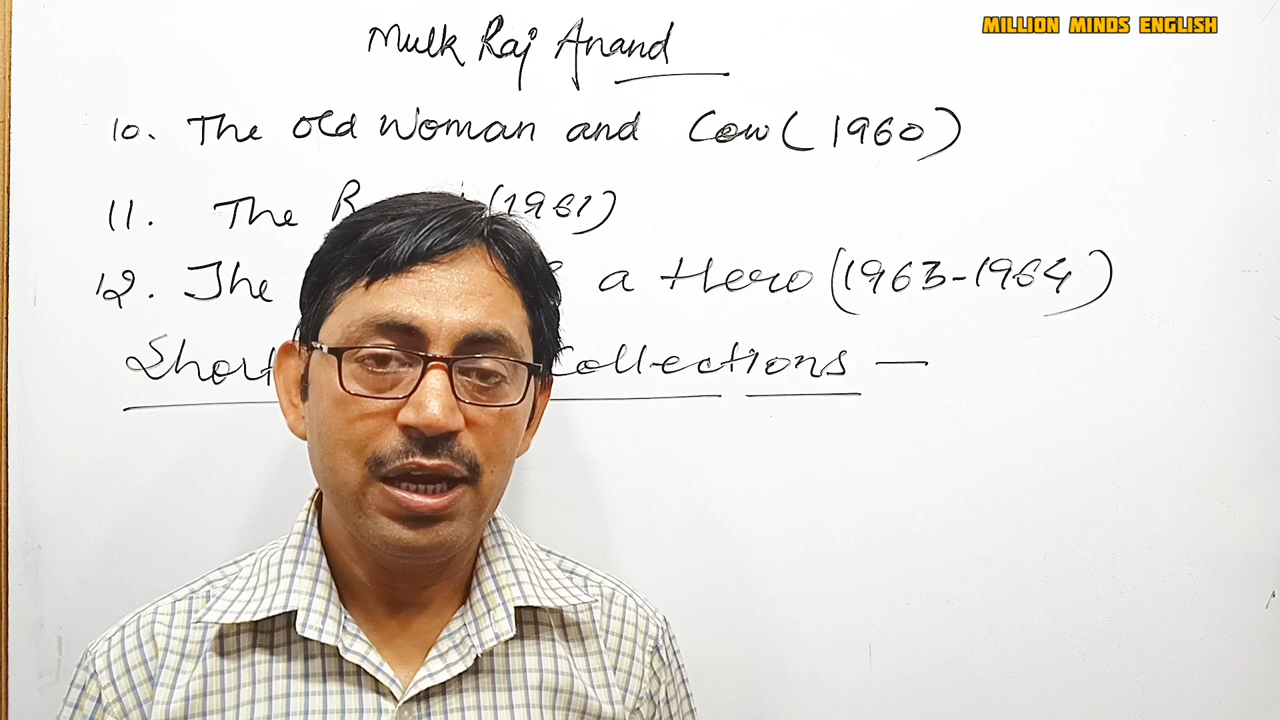 MILLION MINDS ENGLISH
Mulk Raj Anand
10. The Old Woman and Cow (1960)
11. The (1961)
12. The a Hero (1963-1964)
Short Collections —